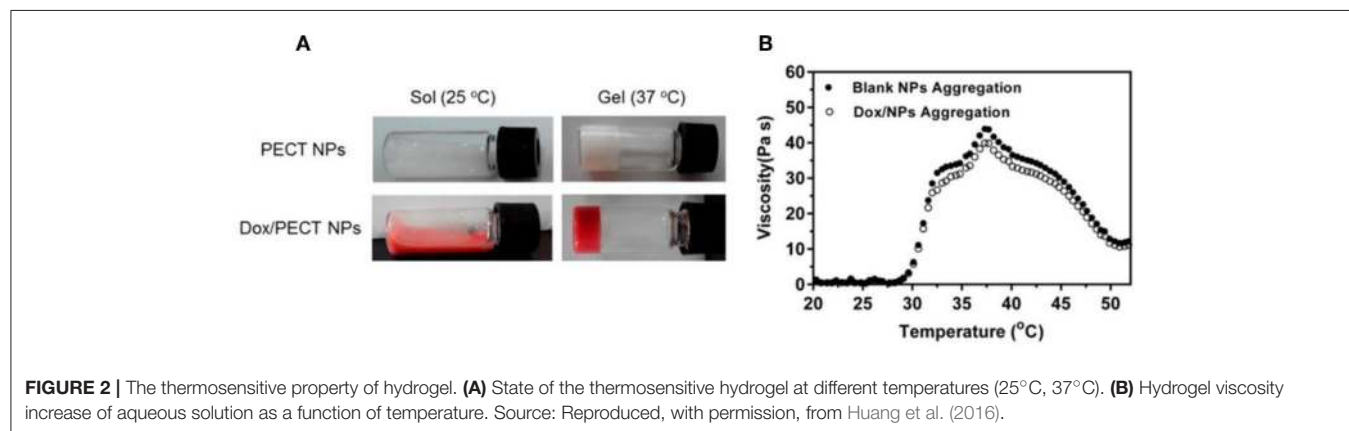 A
Sol (25 °C)
Gel (37 °C)
PECT NPs
Dox/PECT NPs
B
Viscosity(Pa s)
60
50
40
30
20
10
0
Blank NPs Aggregation
Dox/NPs Aggregation
20 25 30 35 40 45 50
Temperature (°C)
FIGURE 2 | The thermosensitive property of hydrogel. (A) State of the thermosensitive hydrogel at different temperatures (25°C, 37°C). (B) Hydrogel viscosity
increase of aqueous solution as a function of temperature. Source: Reproduced, with permission, from Huang et al. (2016).